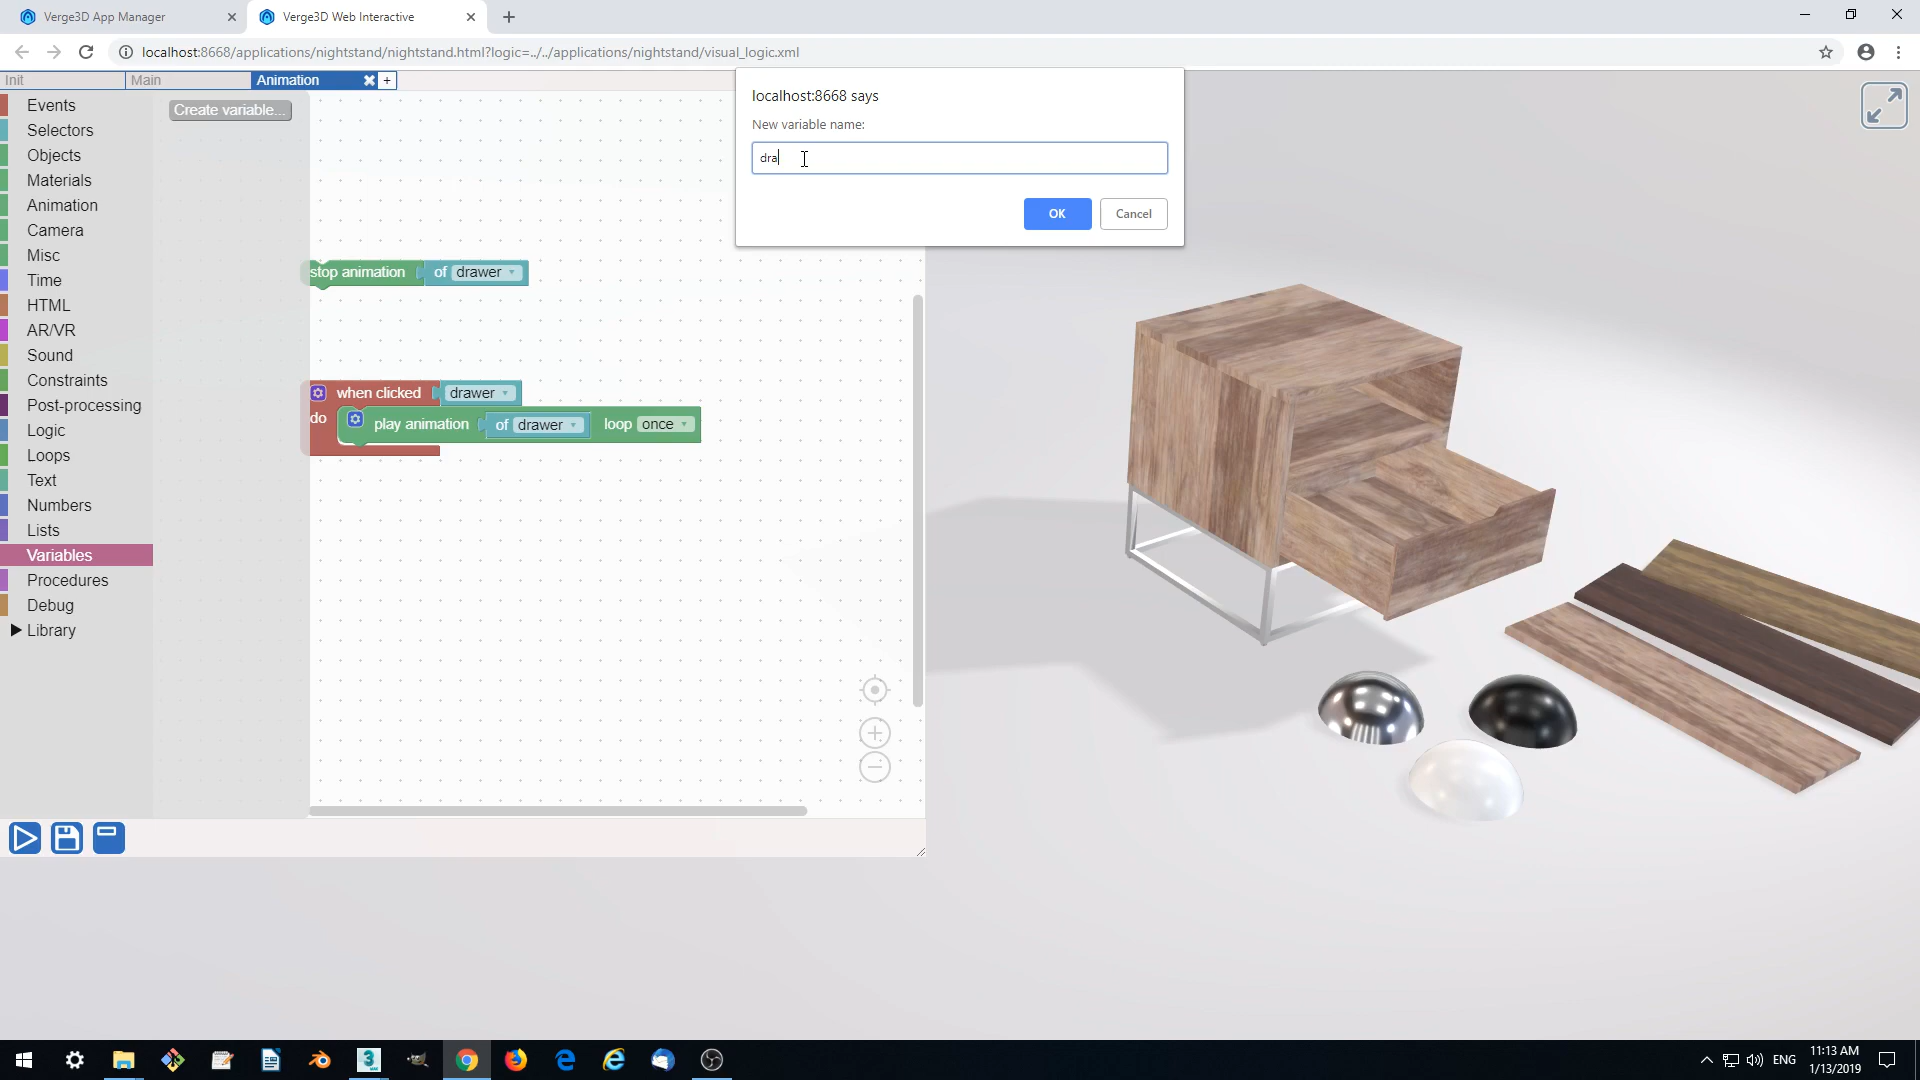 Verge3D App Manager
Verge3D Web Interactive
localhost:8668/applications/nightstand/nightstand.html?logic=../../applications/nightstand/visual_logic.xml
Init
Main
Animation
+
localhost:8668 says
New variable name:
dra
OK
Cancel
Create variable...
Events
Selectors
Objects
Materials
Animation
Camera
Misc
Time
HTML
AR/VR
Sound
Constraints
Post-processing
Logic
Loops
Text
Numbers
Lists
Variables
Procedures
Debug
Library
stop animation of drawer
when clicked drawer
do play animation of drawer loop once
ENG
11:13 AM
1/13/2019